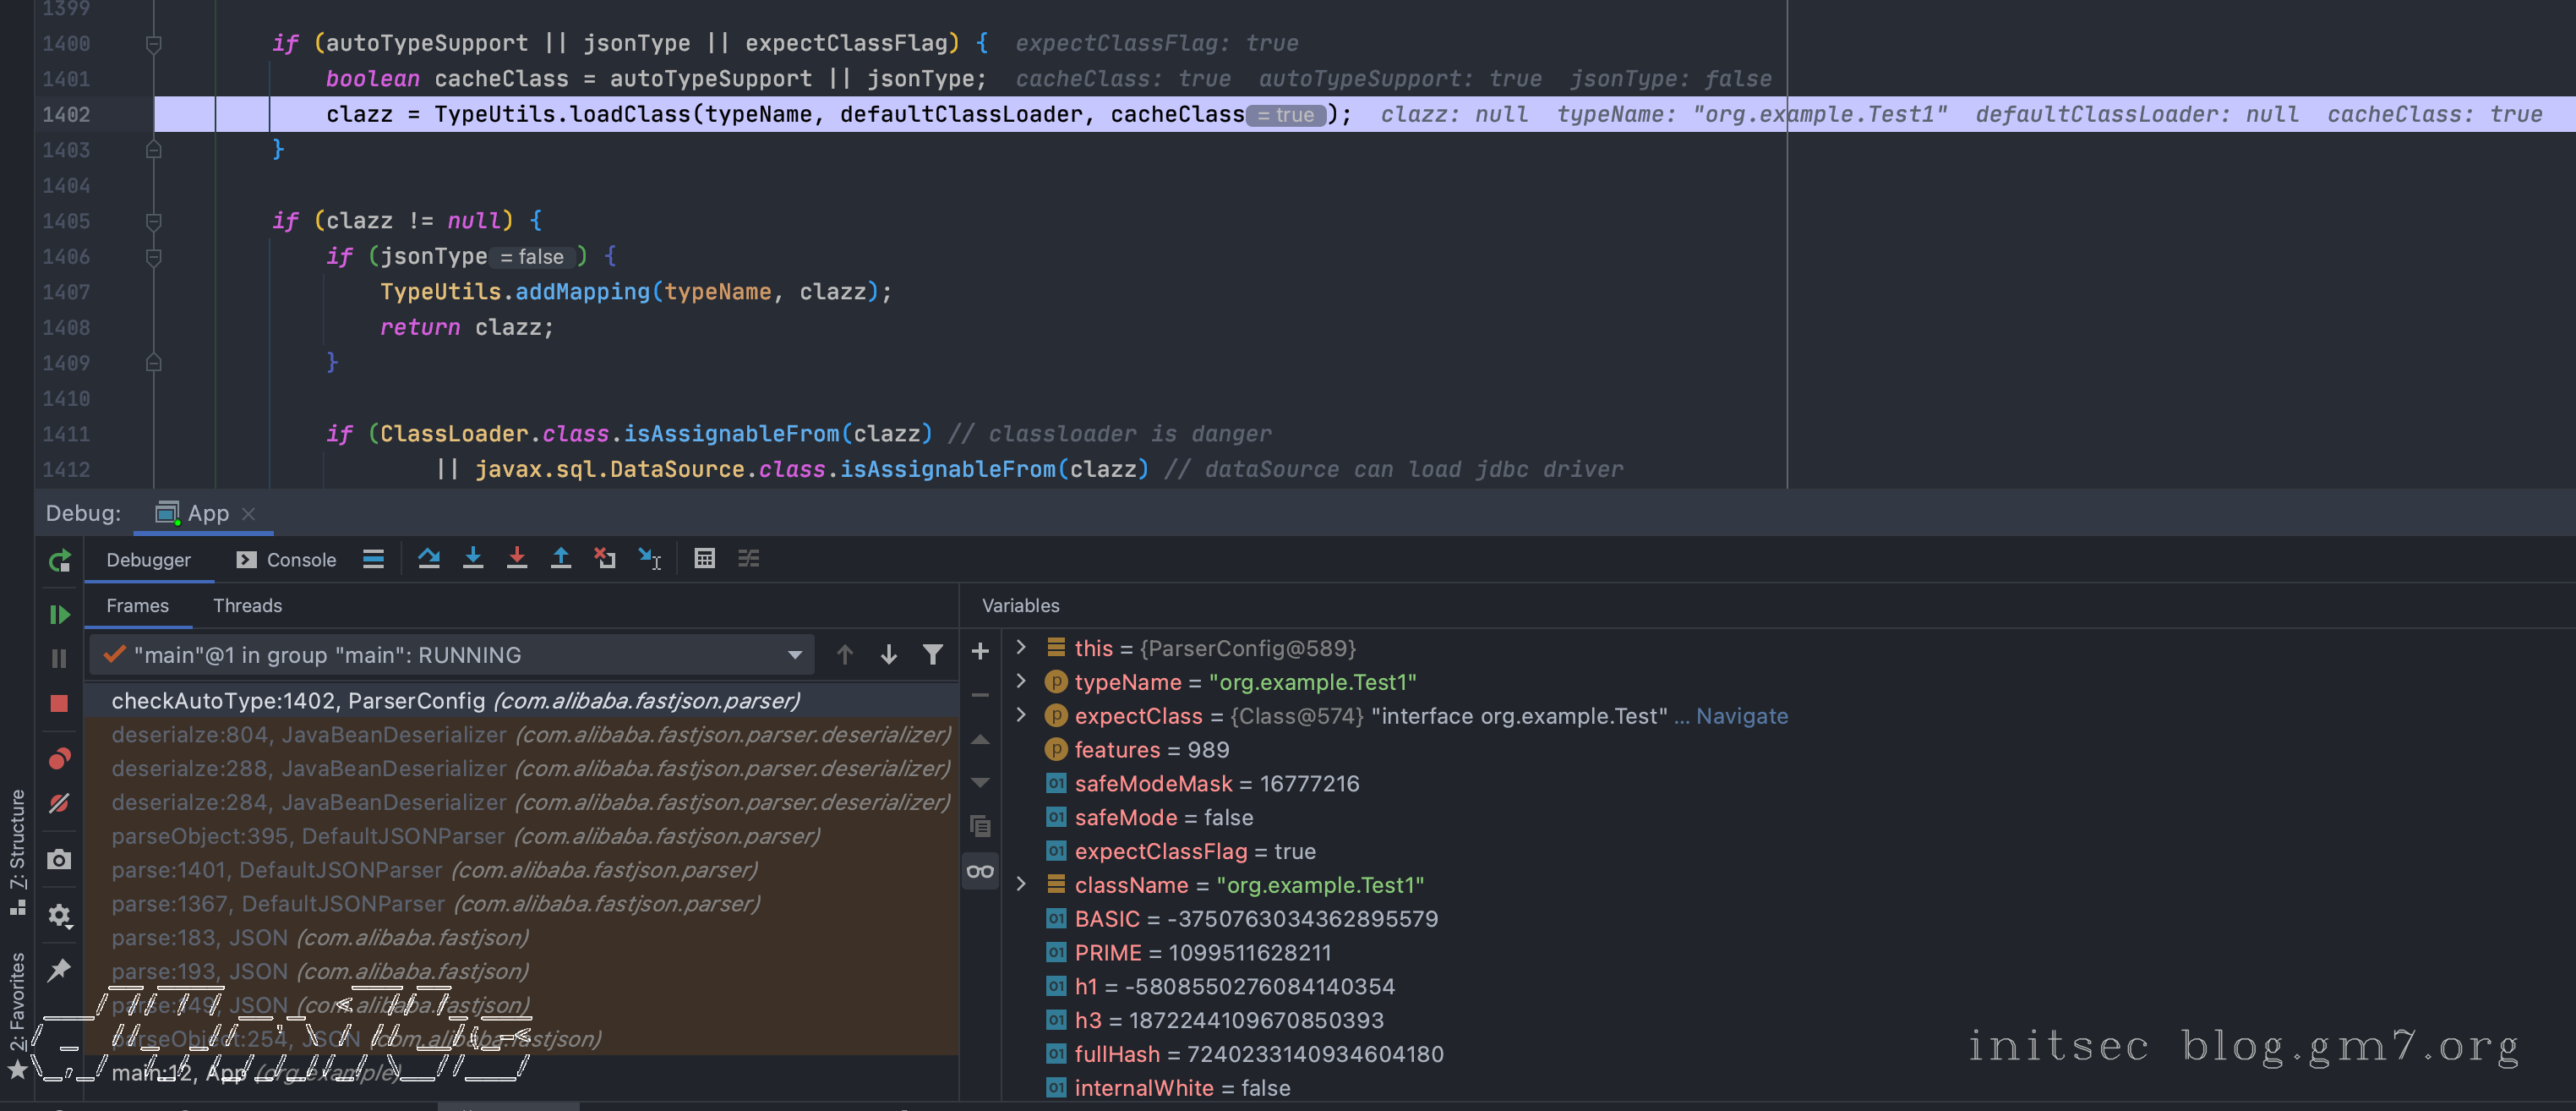 1399
1400 if (autoTypeSupport || jsonType || expectClassFlag) { expectClassFlag: true
1401 boolean cacheClass = autoTypeSupport || jsonType; cacheClass: true autoTypeSupport: true jsonType: false
1402 clazz = TypeUtils.loadClass(typeName, defaultClassLoader, cacheClass = true ); clazz: null typeName: "org.example.Test1" defaultClassLoader: null cacheClass: true
1403 }
1404
1405 if (clazz != null) {
1406 if (jsonType = false ) {
1407 TypeUtils.addMapping(typeName, clazz);
1408 return clazz;
1409 }
1410
1411 if (ClassLoader.class.isAssignableFrom(clazz) // classloader is danger
1412 || javax.sql.DataSource.class.isAssignableFrom(clazz) // dataSource can load jdbc driver
Debug: App
Debugger Console
Frames Threads
Variables
"main"@1 in group "main": RUNNING
checkAutoType:1402, ParserConfig (com.alibaba.fastjson.parser)
deserialze:804, JavaBeanDeserializer (com.alibaba.fastjson.parser.deserializer)
deserialze:288, JavaBeanDeserializer (com.alibaba.fastjson.parser.deserializer)
deserialze:284, JavaBeanDeserializer (com.alibaba.fastjson.parser.deserializer)
parseObject:395, DefaultJSONParser (com.alibaba.fastjson.parser)
parse:1401, DefaultJSONParser (com.alibaba.fastjson.parser)
parse:1367, DefaultJSONParser (com.alibaba.fastjson.parser)
parse:183, JSON (com.alibaba.fastjson)
parse:193, JSON (com.alibaba.fastjson)
parse:149, JSON (com.alibaba.fastjson)
parseObject:254, JSON (com.alibaba.fastjson)
main:12, App (org.example)
this = {ParserConfig@589}
typeName = "org.example.Test1"
expectClass = {Class@574} "interface org.example.Test" ... Navigate
features = 989
safeModeMask = 16777216
safeMode = false
expectClassFlag = true
className = "org.example.Test1"
BASIC = -3750763034362895579
PRIME = 1099511628211
h1 = -5808550276084140354
h3 = 1872244109670850393
fullHash = 7240233140934604180
internalWhite = false
Z: Structure
2: Favorites
initsec blog.gm7.org